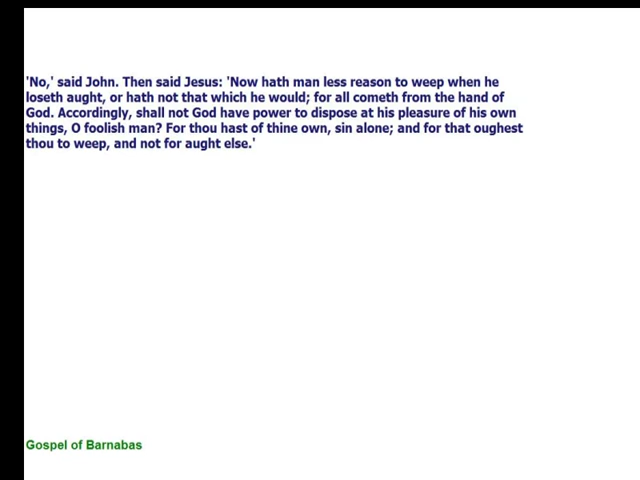 'No,' said John. Then said Jesus: 'Now hath man less reason to weep when he
loseth aught, or hath not that which he would; for all cometh from the hand of
God. Accordingly, shall not God have power to dispose at his pleasure of his own
things, O foolish man? For thou hast of thine own, sin alone; and for that oughest
thou to weep, and not for aught else.'
Gospel of Barnabas